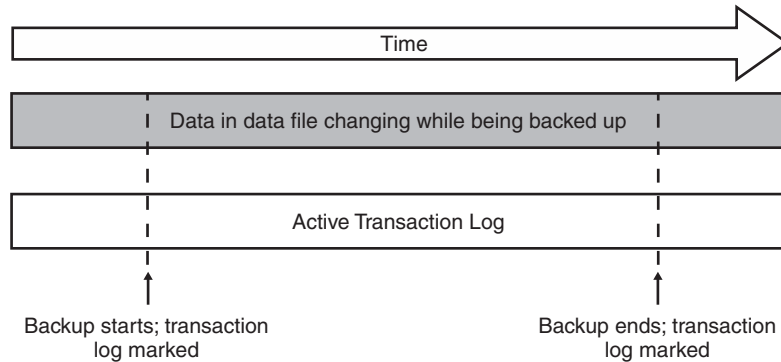 Time
Data in data file changing while being backed up
Active Transaction Log
Backup starts; transaction
log marked
Backup ends; transaction
log marked